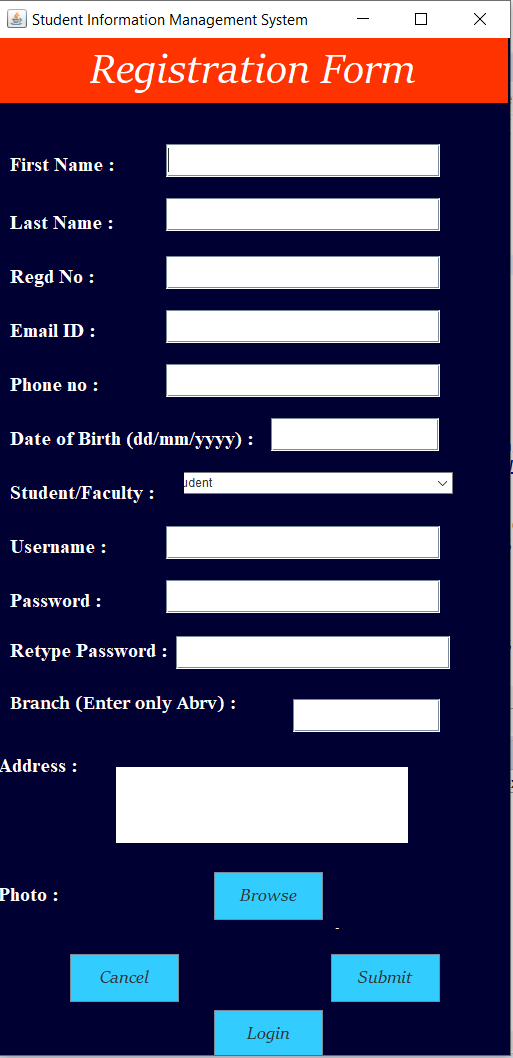 Student Information Management System
Registration Form
First Name :
Last Name :
Regd No :
Email ID :
Phone no :
Date of Birth (dd/mm/yyyy) :
Student/Faculty :
udent
Username :
Password :
Retype Password :
Branch (Enter only Abrv) :
Address :
Photo :
Browse
-
Cancel
Submit
Login